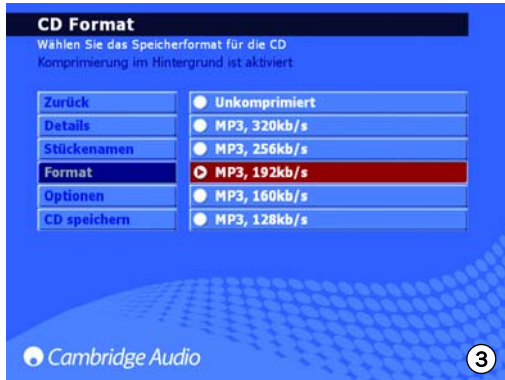 CD Format
Wählen Sie das Speicherformat für die CD
Komprimierung im Hintergrund ist aktiviert
Zurück
Details
Stückenamen
Format
Optionen
CD speichern
Unkomprimiert
MP3, 320kb/s
MP3, 256kb/s
MP3, 192kb/s
MP3, 160kb/s
MP3, 128kb/s
Cambridge Audio
3